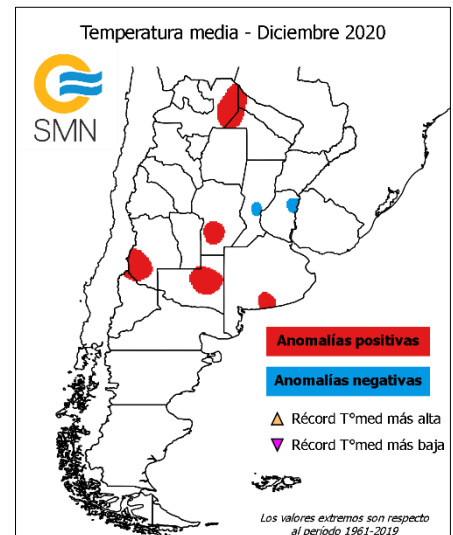 Temperatura media - Diciembre 2020
SMN
Anomalías positivas
Anomalías negativas
Récord T°med más alta
Récord T°med más baja
Los valores extremos son respecto
al período 1961-2019